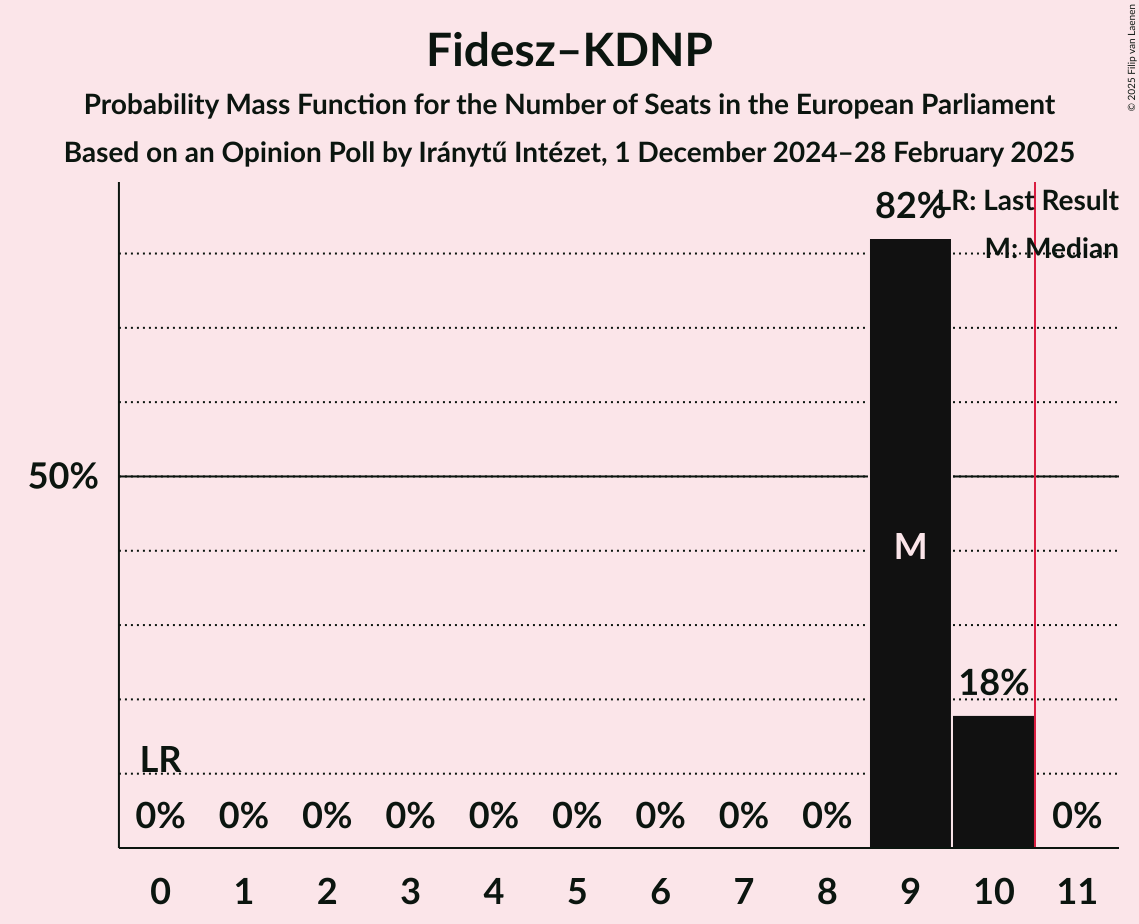 Fidesz–KDNP
Probability Mass Function for the Number of Seats in the European Parliament
Based on an Opinion Poll by Iránytű Intézet, 1 December 2024–28 February 2025
© 2025 Filip van Laenen
82%
LR: Last Result
M: Median
50%
M
18%
LR
0% 0% 0% 0% 0% 0% 0% 0% 0% 0%
0 1 2 3 4 5 6 7 8 9 10 11